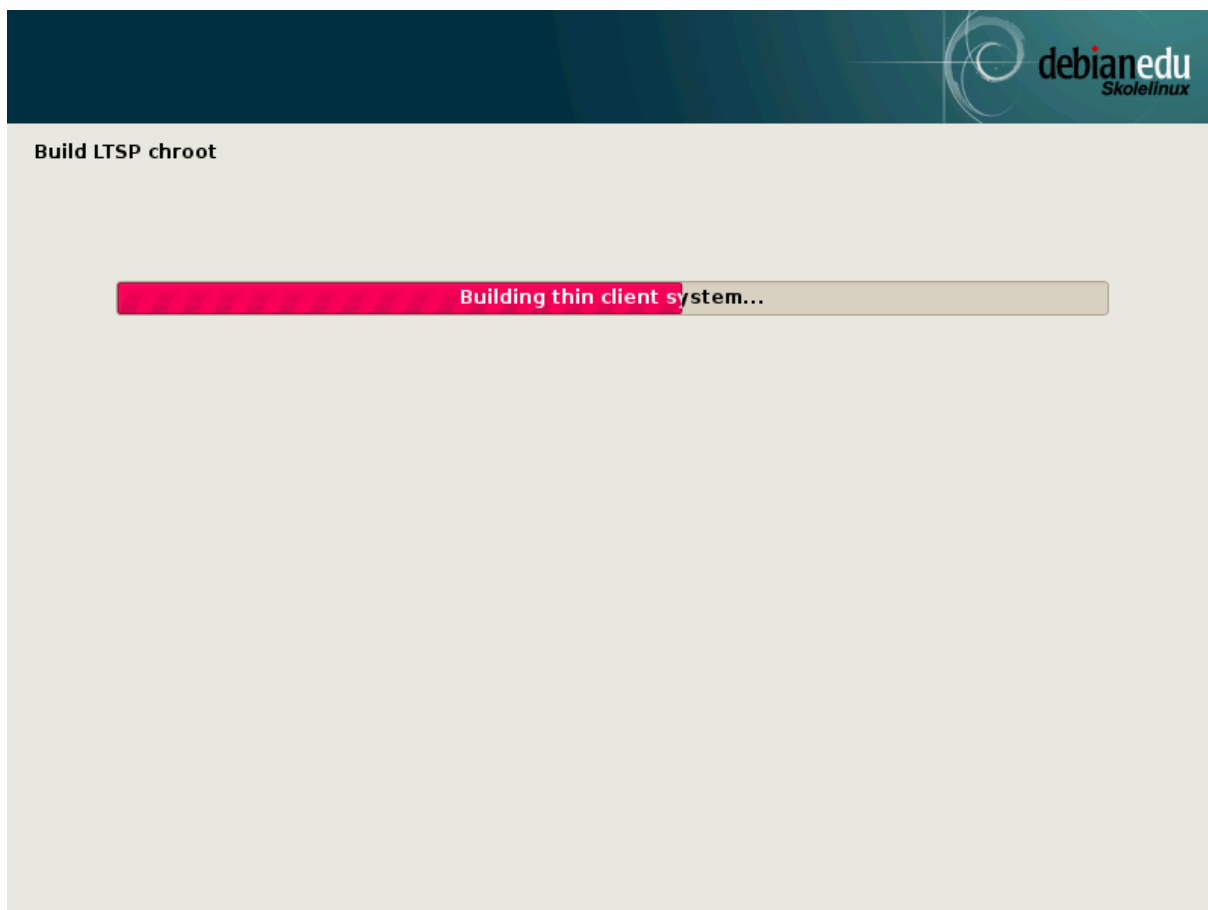 debianedu
Skolelinux
Build LTSP chroot
Building thin client system...